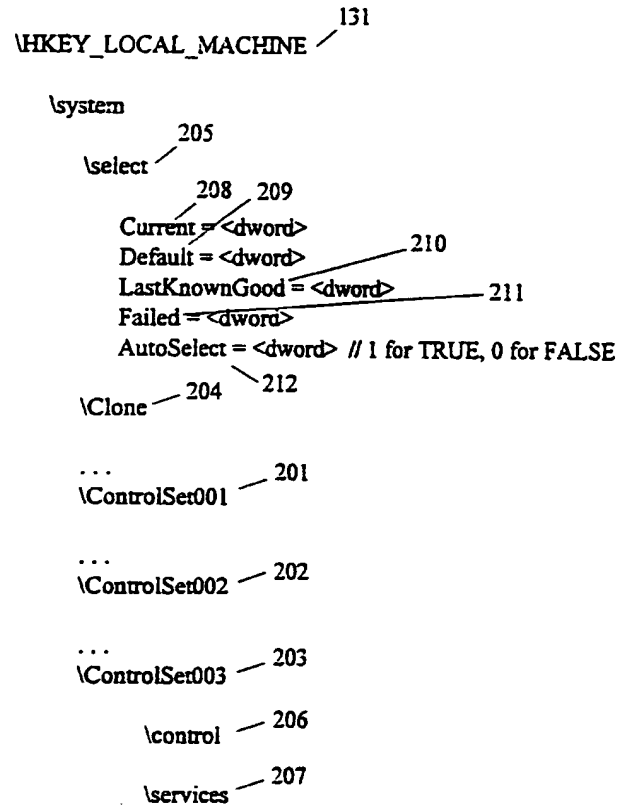 131
\HKEY_LOCAL_MACHINE
\system
205
\select
208 209
Current = <dword>
Default = <dword>
210
LastKnownGood = <dword>
211
Failed = <dword>
AutoSelect = <dword> // 1 for TRUE, 0 for FALSE
212
204
\Clone
...
201
\ControlSet001
...
202
\ControlSet002
...
203
\ControlSet003
206
\control
207
\services